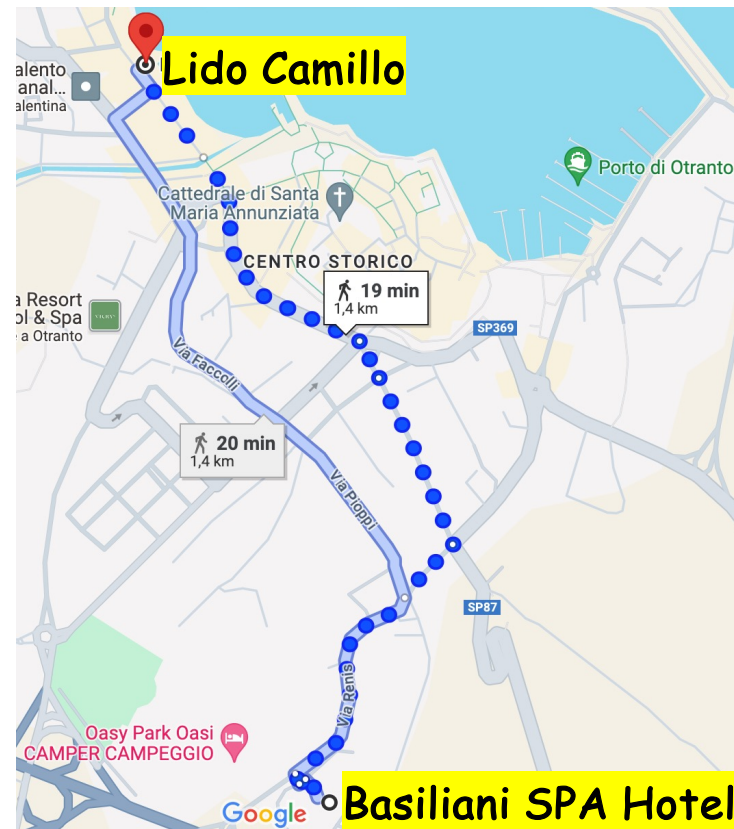 Lido Camillo
alento
anal...
alentina
Porto di Otranto
Cattedrale di Santa
Maria Annunziata
CENTRO STORICO
19 min
1,4 km
a Resort
ol & Spa
e a Otranto
SP369
Via Faccolli
20 min
1,4 km
Via Pioppi
SP87
Via Renis
Oasy Park Oasi
CAMPER CAMPEGGIO
Basiliani SPA Hotel
Google